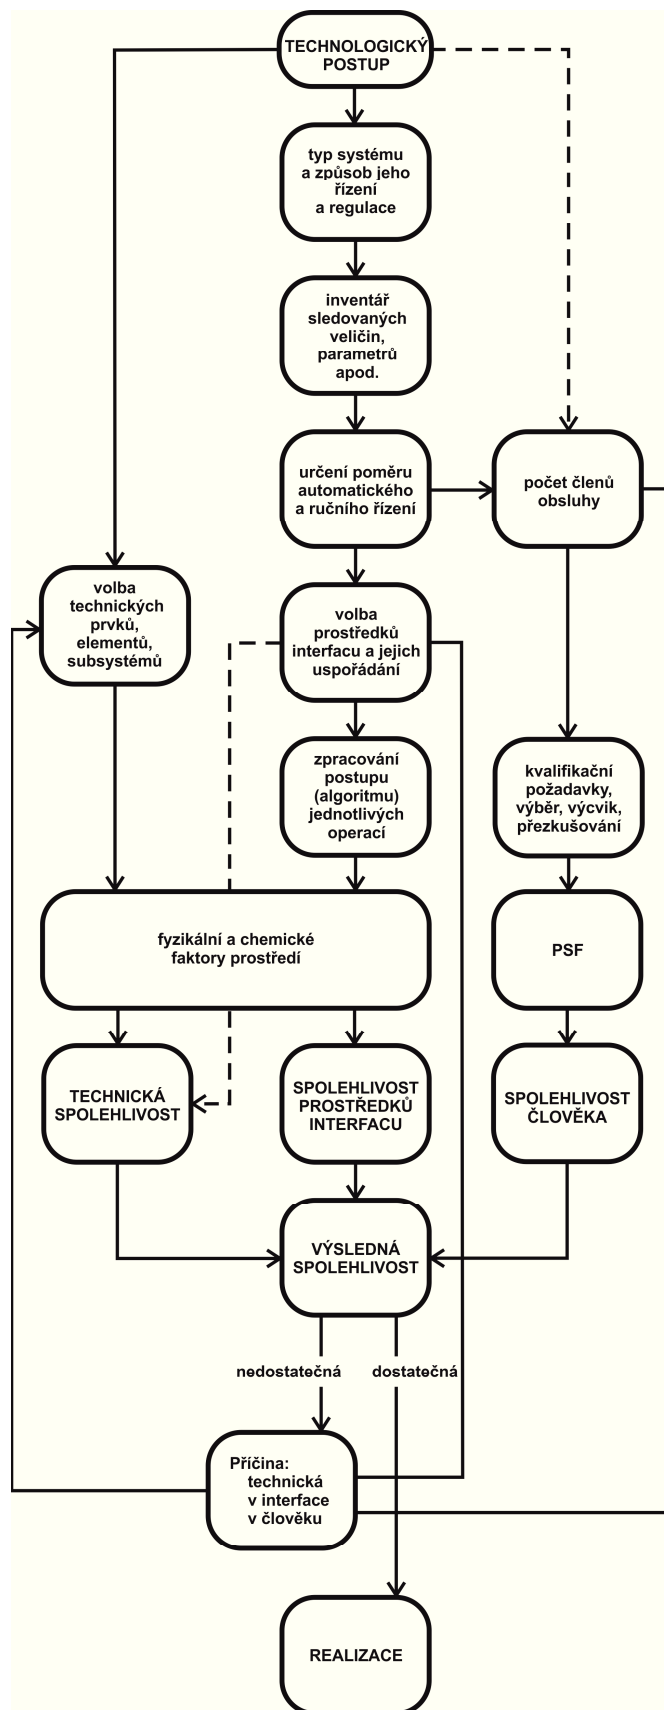 TECHNOLOGICKÝ
POSTUP
typ systému
a způsob jeho
řízení
a regulace
inventář
sledovaných
veličin,
parametrů
apod.
určení poměru
automatického
a ručního řízení
počet členů
obsluhy
volba
technických
prvků,
elementů,
subsystémů
volba
prostředků
interfacu a jejich
uspořádání
zpracování
postupu
(algoritmu)
jednotlivých
operací
kvalifikační
požadavky,
výběr, výcvik,
přezkušování
fyzikální a chemické
faktory prostředí
PSF
TECHNICKÁ
SPOLEHLIVOST
SPOLEHLIVOST
PROSTŘEDKŮ
INTERFACU
SPOLEHLIVOST
ČLOVĚKA
VÝSLEDNÁ
SPOLEHLIVOST
nedostatečná
dostatečná
Příčina:
technická
v interface
v člověku
REALIZACE